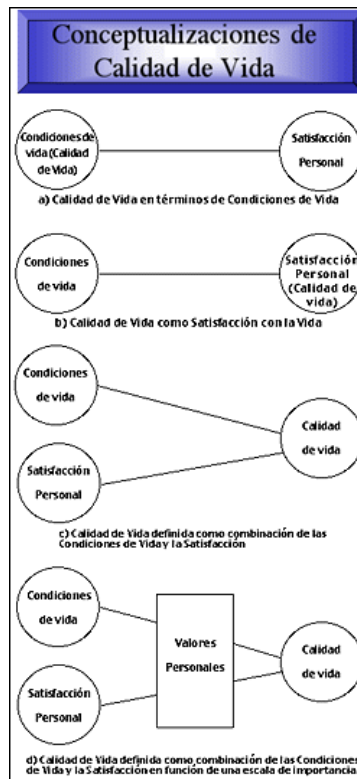 Conceptualizaciones de
Calidad de Vida
Condiciones de
vida (Calidad
de Vida)
Satisfacción
Personal
a) Calidad de Vida en términos de Condiciones de Vida
Condiciones
de vida
Satisfacción
Personal
(Calidad de
vida)
b) Calidad de Vida como Satisfacción con la Vida
Condiciones
de vida
Calidad
de vida
Satisfacción
Personal
c) Calidad de Vida definida como combinación de las
Condiciones de Vida y la Satisfacción
Condiciones
de vida
Valores
Personales
Calidad
de vida
Satisfacción
Personal
d) Calidad de Vida definida como combinación de las Condiciones
de Vida y la Satisfacción en función de una escala de importancia